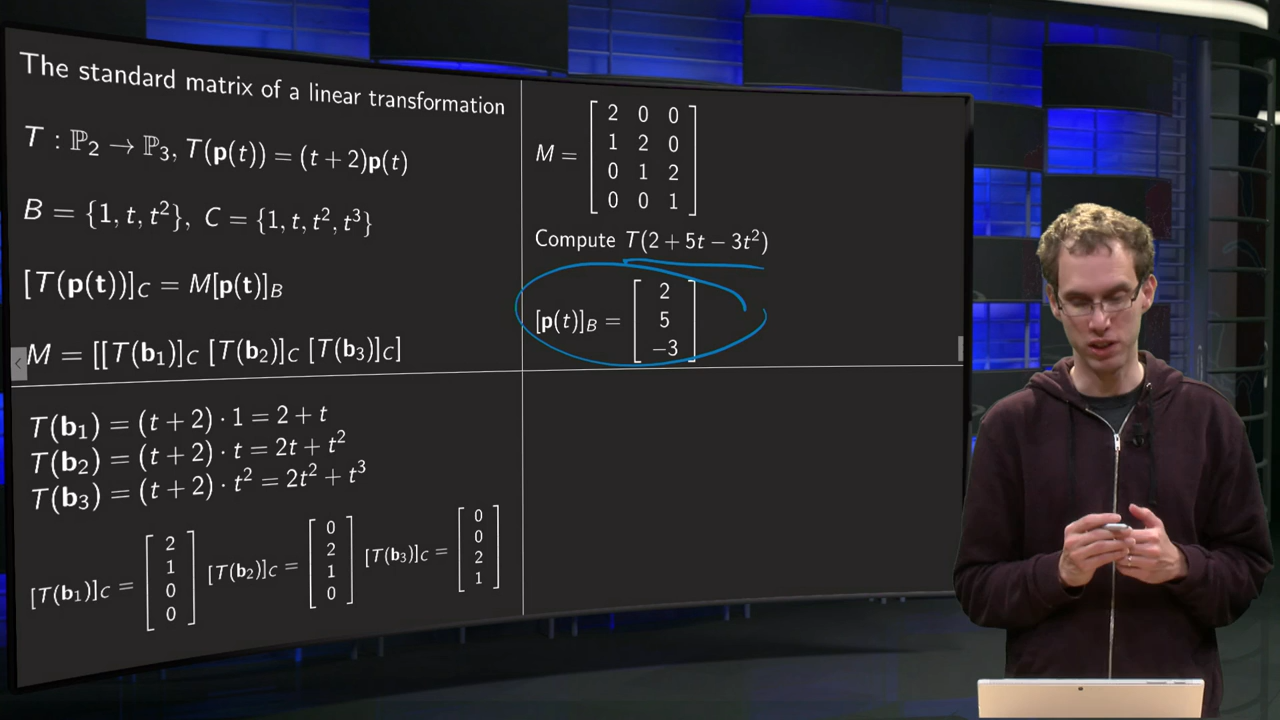 The standard matrix of a linear transformation
T : ℙ₂ → ℙ₃, T(p(t)) = (t + 2)p(t)
B = {1, t, t²}, C = {1, t, t², t³}
[T(p(t))]_C = M[p(t)]_B
M = [[T(b₁)]_C [T(b₂)]_C [T(b₃)]_C]
T(b₁) = (t + 2) · 1 = 2 + t
T(b₂) = (t + 2) · t = 2t + t²
T(b₃) = (t + 2) · t² = 2t² + t³
[T(b₁)]_C = [2 1 0 0] [T(b₂)]_C = [0 2 1 0] [T(b₃)]_C = [0 0 2 1]
M =
2 0 0
1 2 0
0 1 2
0 0 1
Compute T(2 + 5t − 3t²)
[p(t)]_B =
2
5
−3